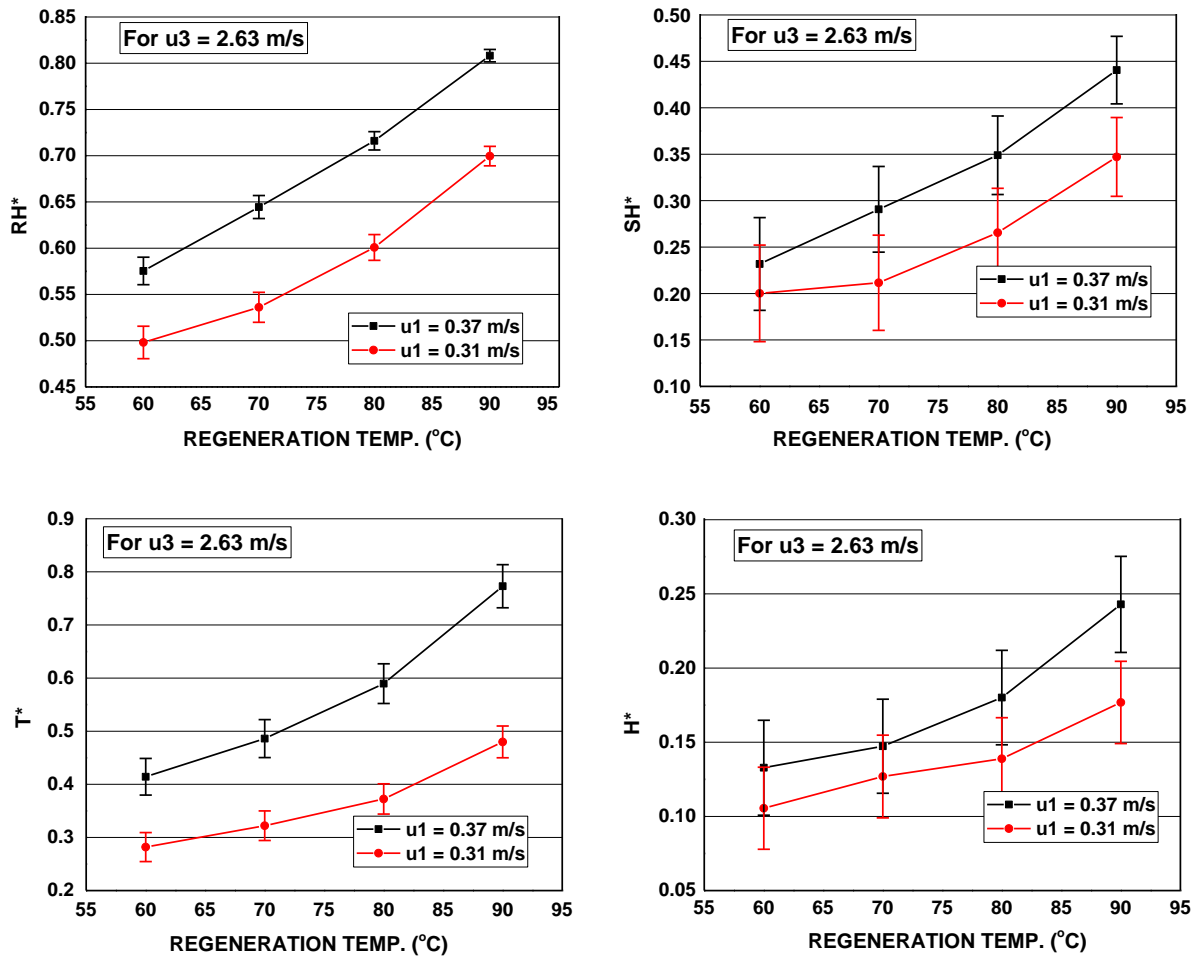 For u3 = 2.63 m/s
0.85
0.80
0.75
0.70
0.65
0.60
0.55
0.50
0.45
RH*
u1 = 0.37 m/s
u1 = 0.31 m/s
55 60 65 70 75 80 85 90 95
REGENERATION TEMP. (°C)
For u3 = 2.63 m/s
0.50
0.45
0.40
0.35
0.30
0.25
0.20
0.15
0.10
SH*
u1 = 0.37 m/s
u1 = 0.31 m/s
55 60 65 70 75 80 85 90 95
REGENERATION TEMP. (°C)
For u3 = 2.63 m/s
0.9
0.8
0.7
0.6
0.5
0.4
0.3
0.2
T*
u1 = 0.37 m/s
u1 = 0.31 m/s
55 60 65 70 75 80 85 90 95
REGENERATION TEMP. (°C)
For u3 = 2.63 m/s
0.30
0.25
0.20
0.15
0.10
0.05
H*
u1 = 0.37 m/s
u1 = 0.31 m/s
55 60 65 70 75 80 85 90 95
REGENERATION TEMP. (°C)